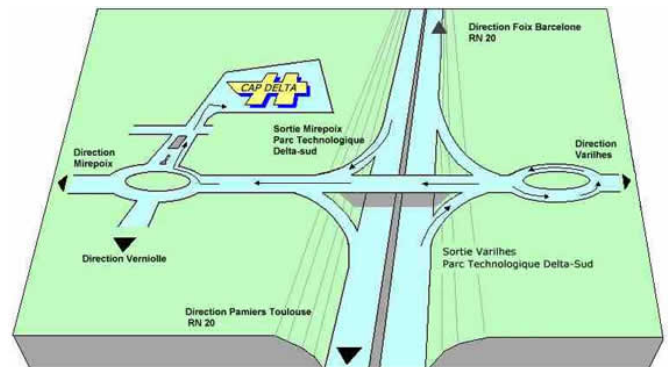 Direction Foix Barcelone
RN 20
CAP DELTA
Sortie Mirepoix
Parc Technologique
Delta-sud
Direction
Mirepoix
Direction
Varilhes
Direction Verniolle
Sortie Varilhes
Parc Technologique Delta-Sud
Direction Pamiers Toulouse
RN 20